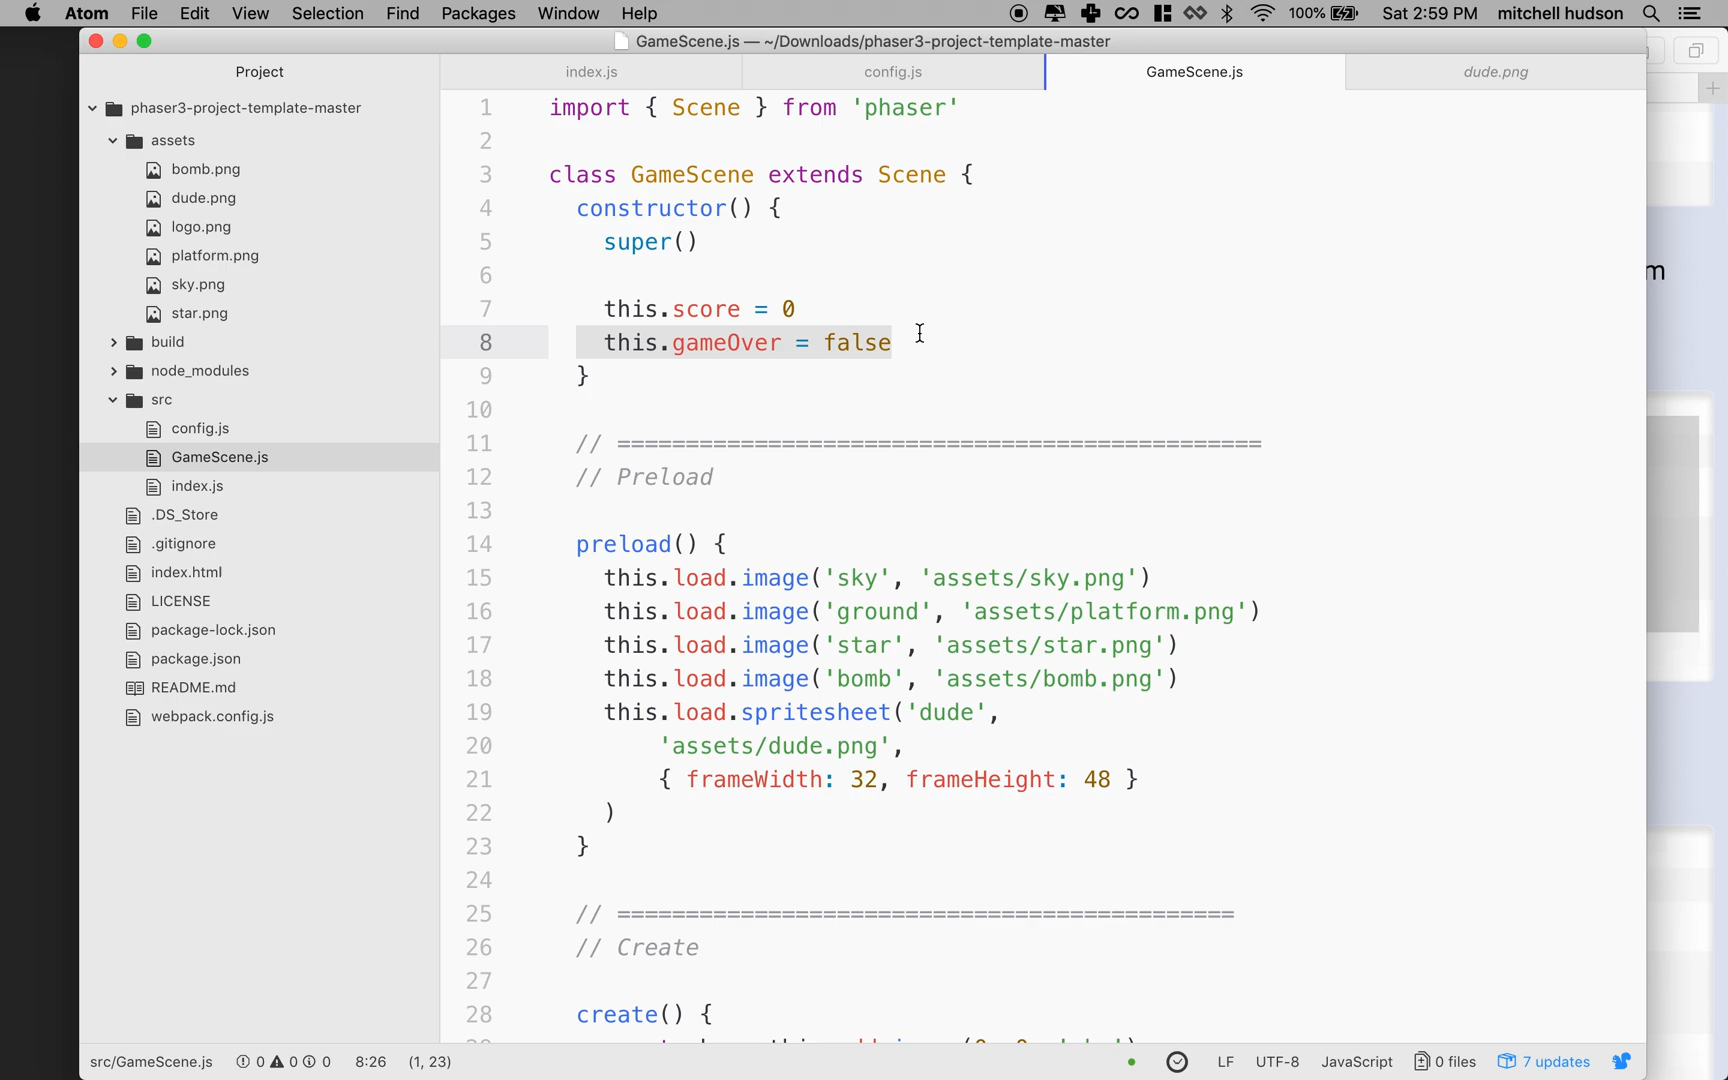 Atom File Edit View Selection Find Packages Window Help 100% Sat 2:59 PM mitchell hudson
GameScene.js — ~/Downloads/phaser3-project-template-master
Project
index.js config.js GameScene.js dude.png
phaser3-project-template-master
assets
bomb.png
dude.png
logo.png
platform.png
sky.png
star.png
build
node_modules
src
config.js
GameScene.js
index.js
.DS_Store
.gitignore
index.html
LICENSE
package-lock.json
package.json
README.md
webpack.config.js
1 import { Scene } from 'phaser'
2
3 class GameScene extends Scene {
4 constructor() {
5 super()
6
7 this.score = 0
8 this.gameOver = false
9 }
10
11 // ===============================================
12 // Preload
13
14 preload() {
15 this.load.image('sky', 'assets/sky.png')
16 this.load.image('ground', 'assets/platform.png')
17 this.load.image('star', 'assets/star.png')
18 this.load.image('bomb', 'assets/bomb.png')
19 this.load.spritesheet('dude',
20 'assets/dude.png',
21 { frameWidth: 32, frameHeight: 48 }
22 )
23 }
24
25 // =============================================
26 // Create
27
28 create() {
m
src/GameScene.js 0 0 0 8:26 (1, 23) LF UTF-8 JavaScript 0 files 7 updates